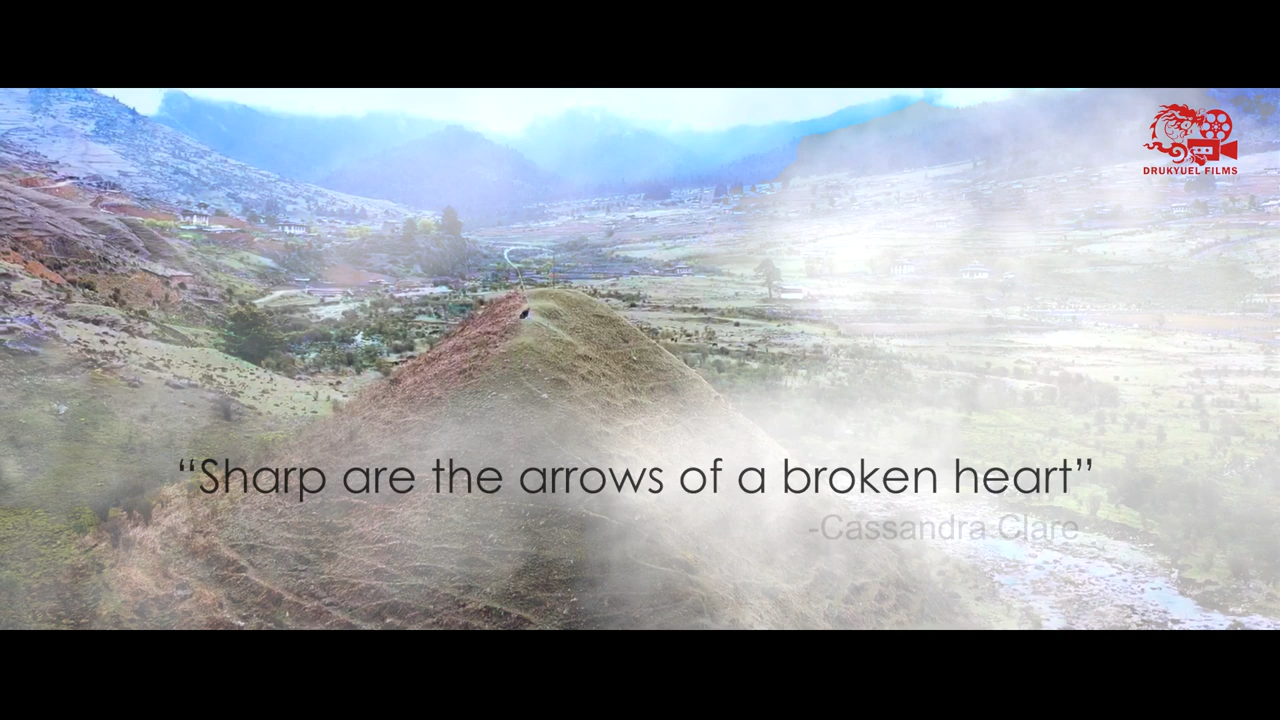 DRUKYUEL FILMS
“Sharp are the arrows of a broken heart”
-Cassandra Clare